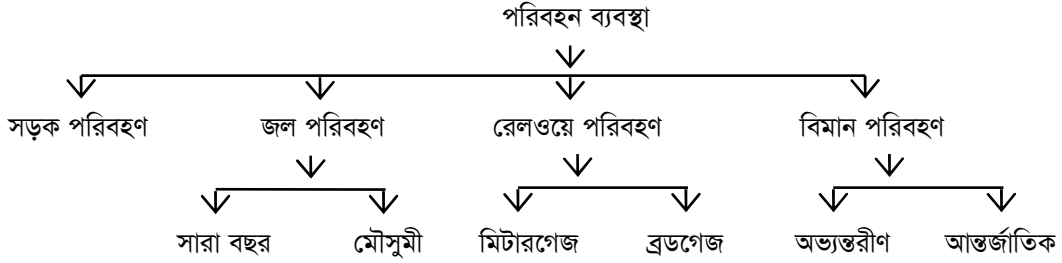 পরিবহন ব্যবস্থা
সড়ক পরিবহণ জল পরিবহণ রেলওয়ে পরিবহণ বিমান পরিবহণ
সারা বছর মৌসুমী মিটারগেজ ব্রডগেজ অভ্যন্তরীণ আন্তর্জাতিক